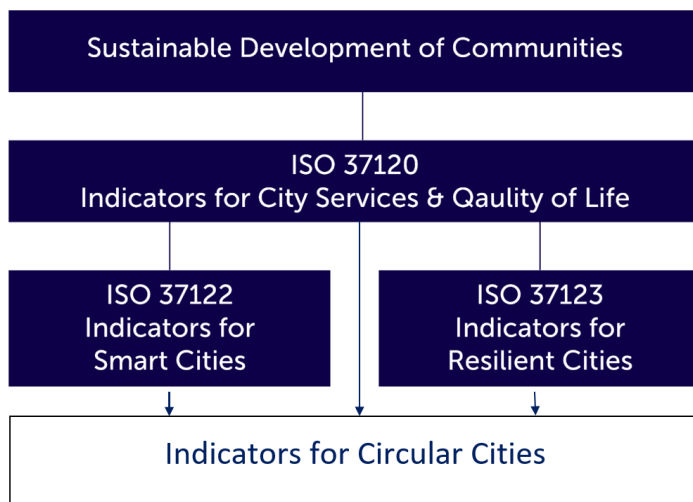 Sustainable Development of Communities
ISO 37120
Indicators for City Services & Qaulity of Life
ISO 37122
Indicators for
Smart Cities
ISO 37123
Indicators for
Resilient Cities
Indicators for Circular Cities